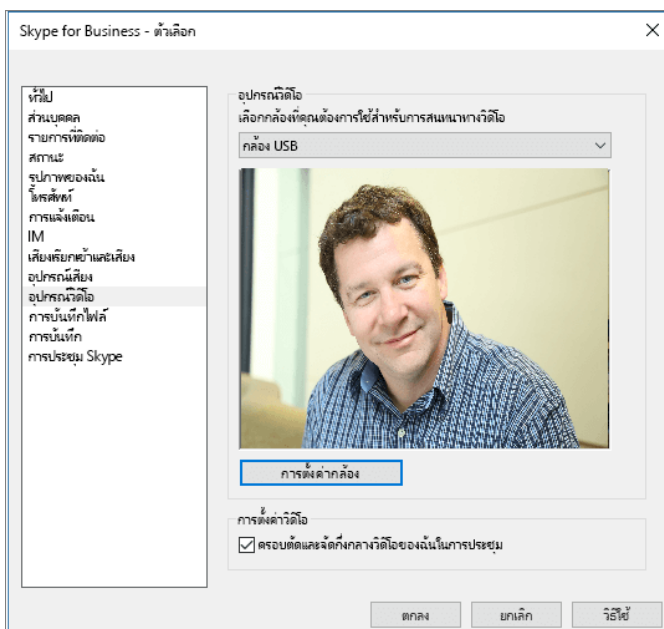 Skype for Business - ตัวเลือก
ทั่วไป
ส่วนบุคคล
รายการที่ติดต่อ
สถานะ
รูปภาพของฉัน
โทรศัพท์
การแจ้งเตือน
IM
เสียงเรียกเข้าและเสียง
อุปกรณ์เสียง
อุปกรณ์วิดีโอ
การบันทึกไฟล์
การบันทึก
การประชุม Skype
อุปกรณ์วิดีโอ
เลือกกล้องที่คุณต้องการใช้สำหรับการสนทนาทางวิดีโอ
กล้อง USB
การตั้งค่ากล้อง
การตั้งค่าวิดีโอ
ครอบตัดและจัดกึ่งกลางวิดีโอของฉันในการประชุม
ตกลง
ยกเลิก
วิธีใช้